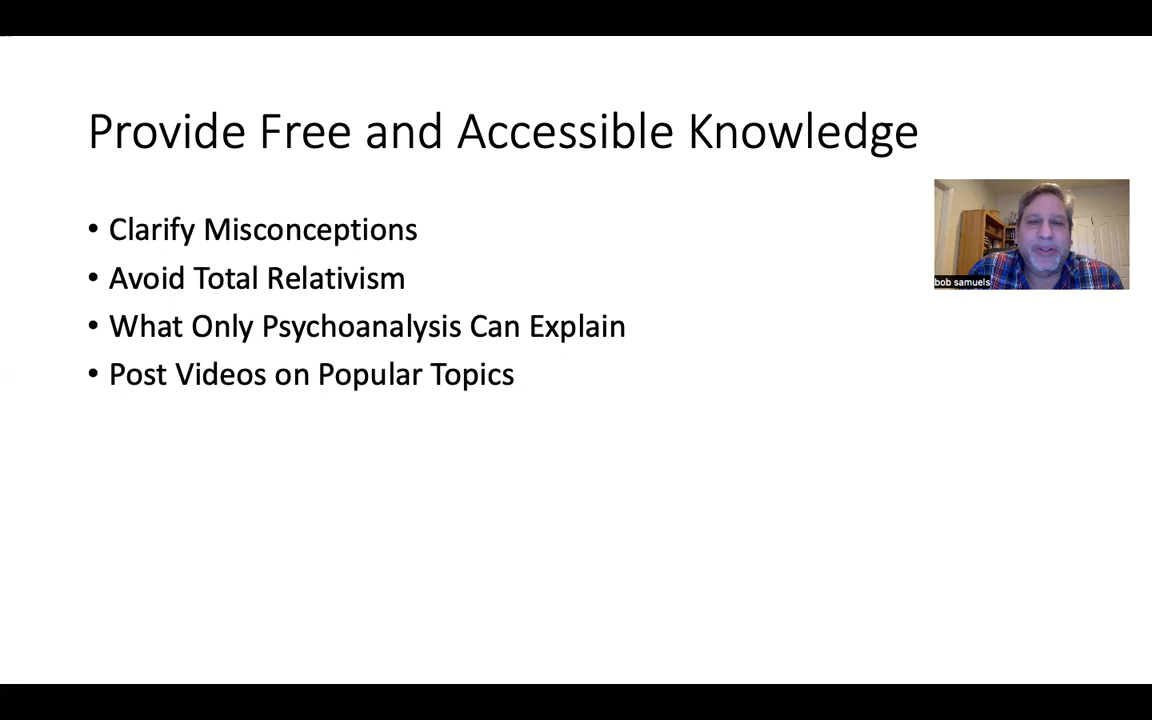 Provide Free and Accessible Knowledge
• Clarify Misconceptions
• Avoid Total Relativism
• What Only Psychoanalysis Can Explain
• Post Videos on Popular Topics
bob samuels